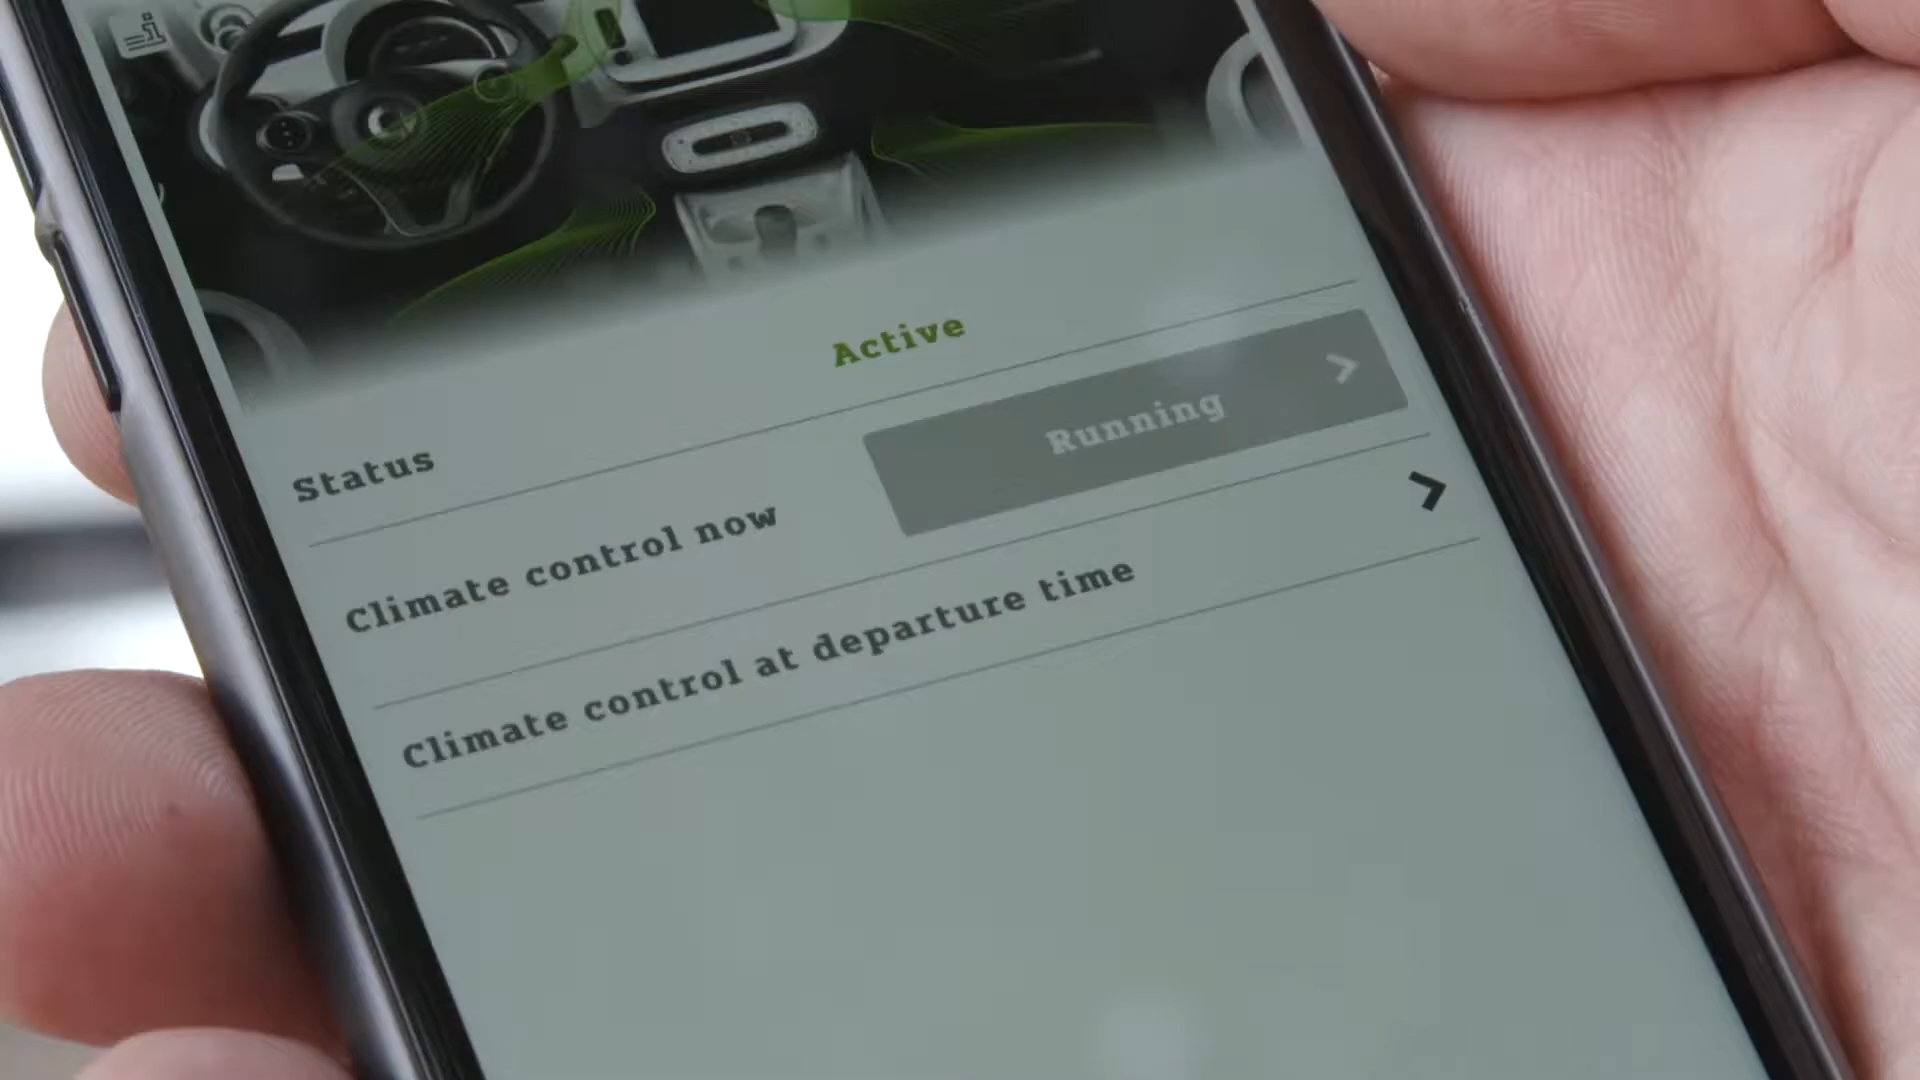 Status Active
Climate control now Running
Climate control at departure time